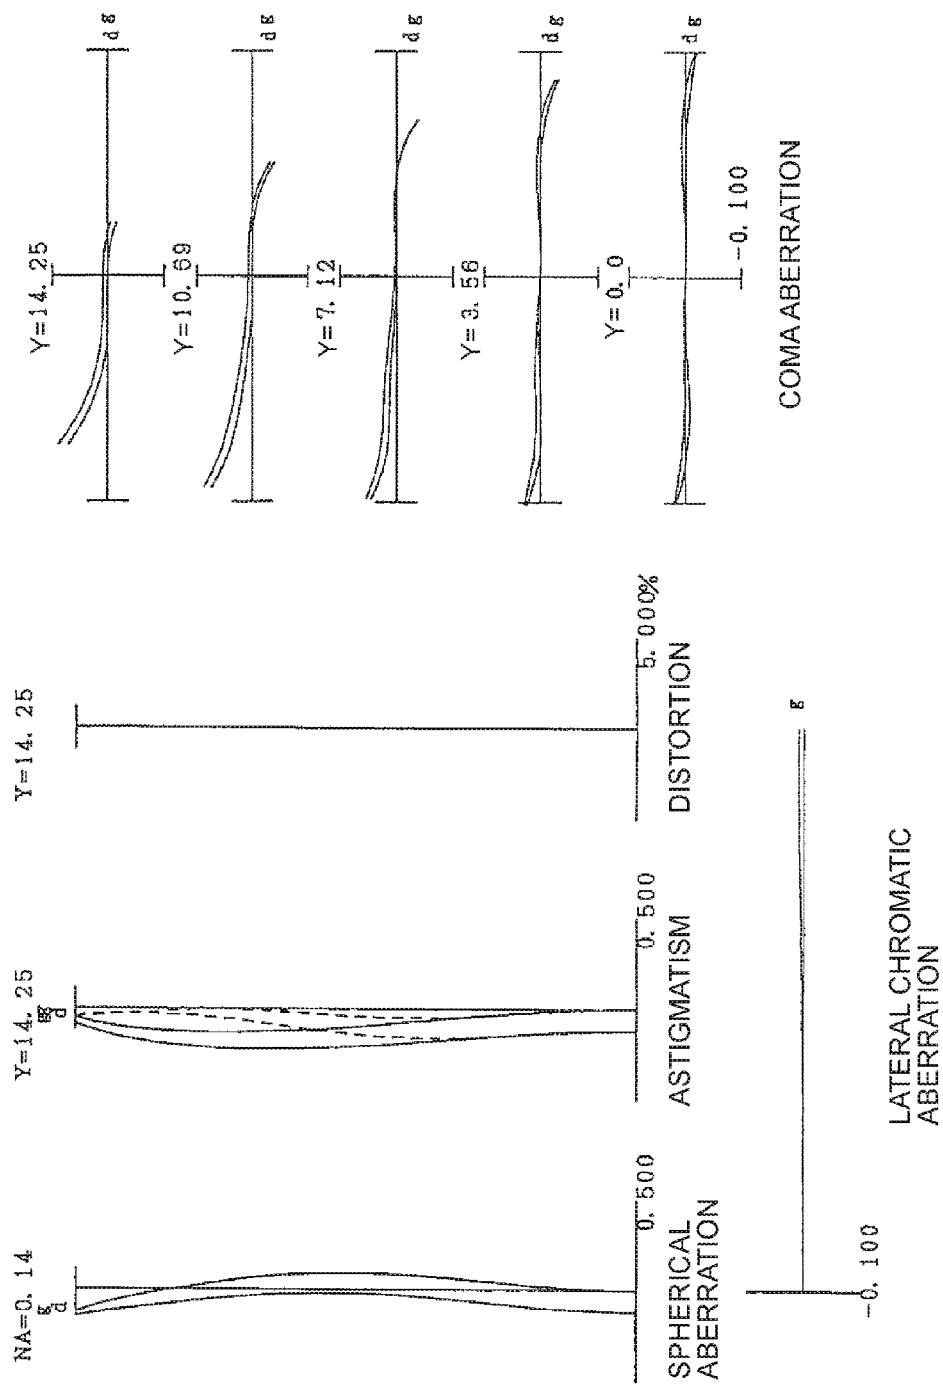 NA=0.14
g
d
0.500
SPHERICAL
ABERRATION
Y=14.25
g
d
0.500
ASTIGMATISM
Y=14.25
5.000%
DISTORTION
Y=14.25
d g
Y=10.69
d g
Y=7.12
d g
Y=3.56
d g
Y=0.0
d g
-0.100
COMA ABERRATION
g
-0.100
LATERAL CHROMATIC
ABERRATION